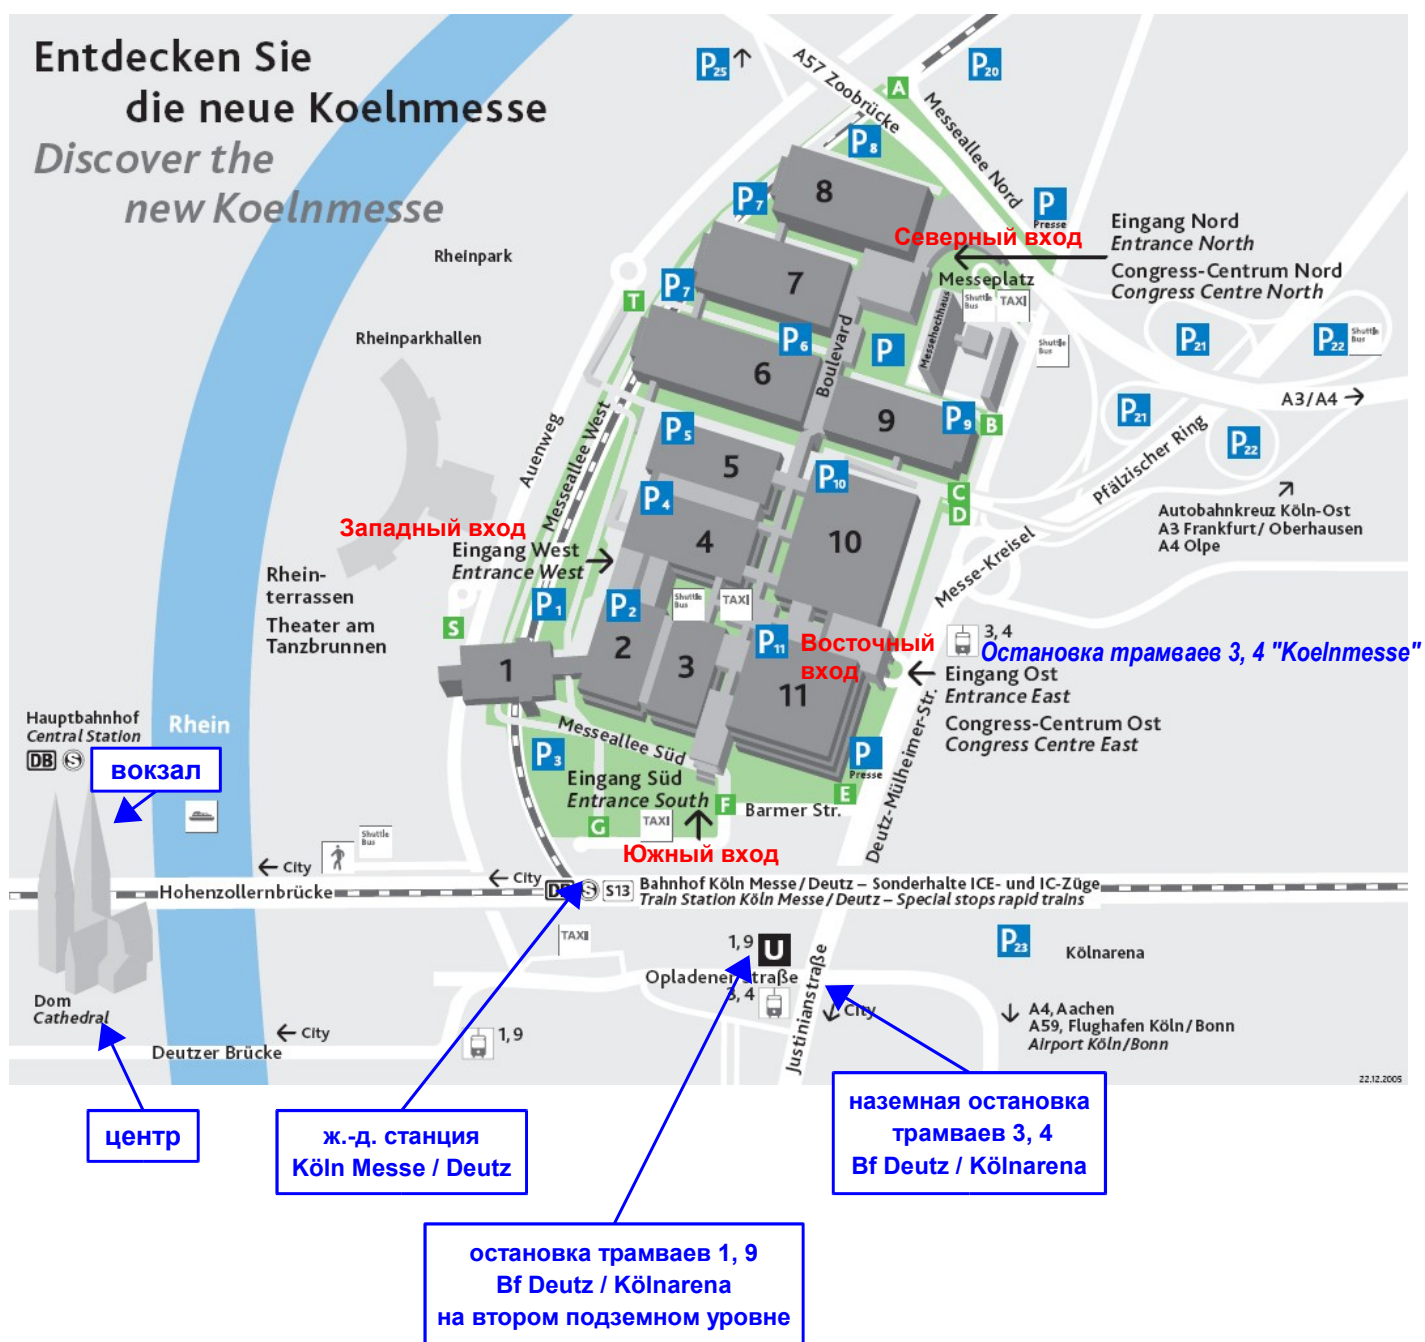 Entdecken Sie
die neue Koelnmesse
Discover the
new Koelnmesse
P25
A57 Zoobrücke
P20
A
Messeallee Nord
P8
8
P7
P
Presse
Северный вход
Eingang Nord
Entrance North
Congress-Centrum Nord
Congress Centre North
Rheinpark
7
P7
T
Messeplatz
Shuttle Bus
TAXI
Messehochhaus
Rheinparkhallen
P6
6
Boulevard
P
Shuttle Bus
P21
P22
Shuttle Bus
A3/A4
9
P9
B
P21
P22
Pfälzischer Ring
Auenweg
Messeallee West
P5
5
P10
C
D
P4
4
10
Autobahnkreuz Köln-Ost
A3 Frankfurt/Oberhausen
A4 Olpe
Западный вход
Eingang West
Entrance West
Messe-Kreisel
Rhein-
terrassen
Theater am
Tanzbrunnen
P1
P2
Shuttle Bus
TAXI
S
2
3
P11
Восточный
вход
3, 4
Остановка трамваев 3, 4 "Koelnmesse"
1
11
Eingang Ost
Entrance East
Congress-Centrum Ost
Congress Centre East
Hauptbahnhof
Central Station
DB
S
Rhein
вокзал
Messeallee Süd
P3
P
Presse
Deutz-Mülheimer-Str.
Eingang Süd
Entrance South
F
E
Barmer Str.
G
TAXI
Южный вход
Shuttle Bus
City
City
Hohenzollernbrücke
DB
S
S13
Bahnhof Köln Messe/Deutz – Sonderhalte ICE- und IC-Züge
Train Station Köln Messe/Deutz – Special stops rapid trains
TAXI
1, 9
U
P23
Kölnarena
Opladener Straße
3, 4
Justinianstraße
City
Dom
Cathedral
City
Deutzer Brücke
1, 9
A4, Aachen
A59, Flughafen Köln/Bonn
Airport Köln/Bonn
22.12.2005
центр
ж.-д. станция
Köln Messe / Deutz
наземная остановка
трамваев 3, 4
Bf Deutz / Kölnarena
остановка трамваев 1, 9
Bf Deutz / Kölnarena
на втором подземном уровне